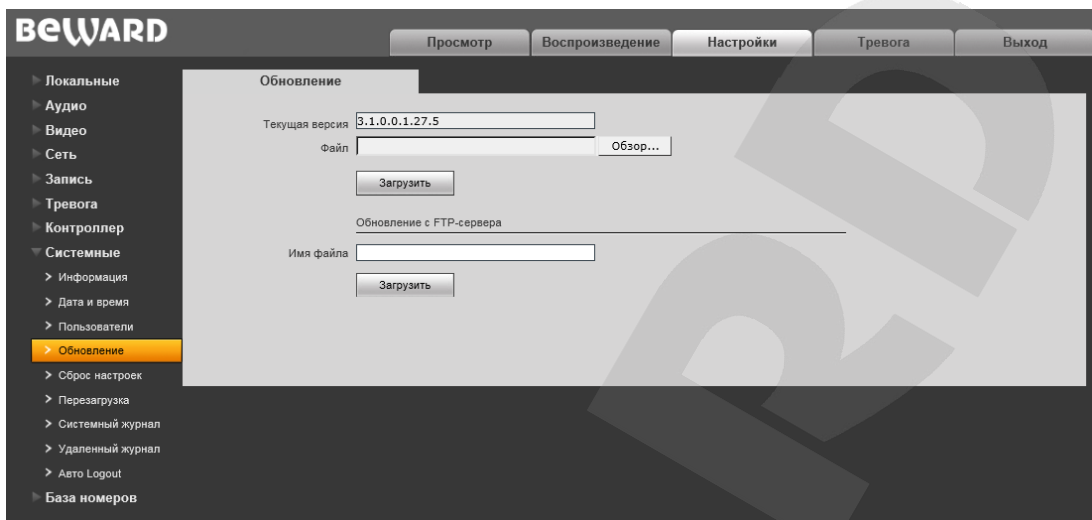 BEWARD
Просмотр
Воспроизведение
Настройки
Тревога
Выход
Локальные
Аудио
Видео
Сеть
Запись
Тревога
Контроллер
Системные
Информация
Дата и время
Пользователи
Обновление
Сброс настроек
Перезагрузка
Системный журнал
Удаленный журнал
Авто Logout
База номеров
Обновление
Текущая версия 3.1.0.0.1.27.5
Файл Обзор...
Загрузить
Обновление с FTP-сервера
Имя файла
Загрузить
RD